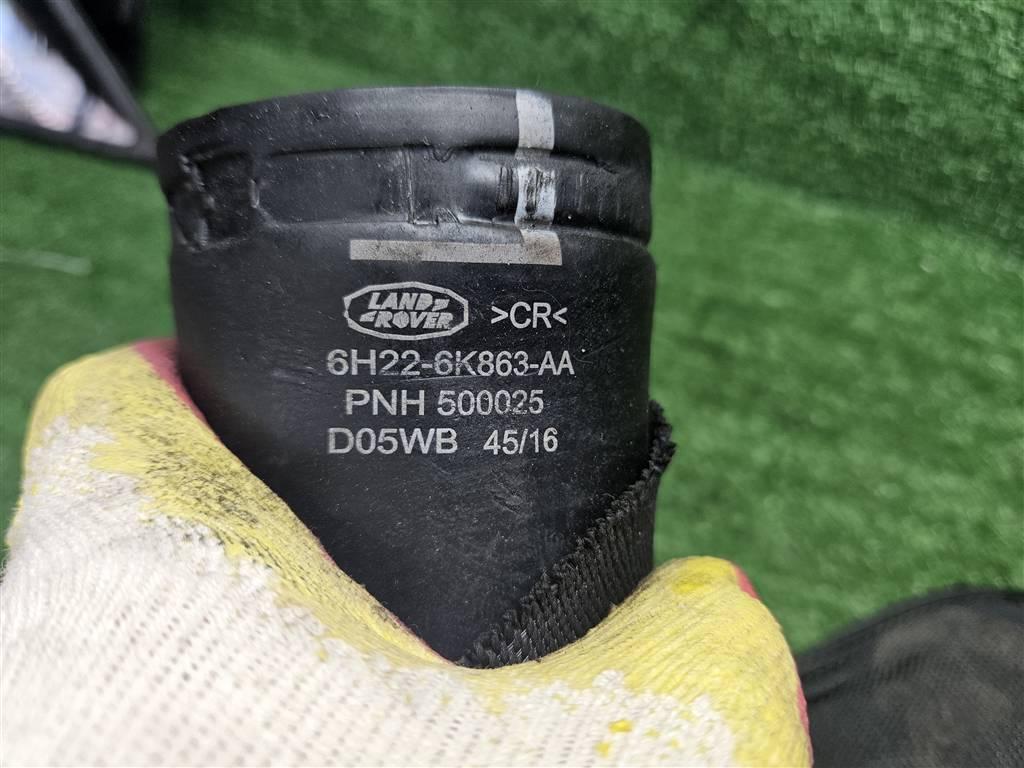 LAND
ROVER >CR<
6H22-6K863-AA
PNH 500025
D05WB 45/16